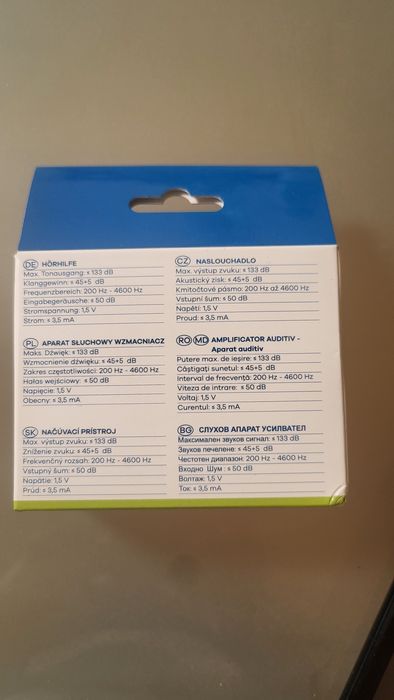 DE HÖRHILFE
Max. Tonausgang: ≤ 133 dB
Klanggewinn: ≤ 45+5 dB
Frequenzbereich: 200 Hz - 4600 Hz
Eingabegeräusche: ≤ 50 dB
Stromspannung: 1,5 V
Strom: ≤ 3,5 mA
CZ NASLOUCHADLO
Max. výstup zvuku: ≤ 133 dB
Akustický zisk: ≤ 45+5 dB
Kmitočtové pásmo: 200 Hz až 4600 Hz
Vstupní šum: ≤ 50 dB
Napětí: 1,5 V
Proud: ≤ 3,5 mA
PL APARAT SŁUCHOWY WZMACNIACZ
Maks. Dźwięk: ≤ 133 dB
Wzmocnienie dźwięku: ≤ 45+5 dB
Zakres częstotliwości: 200 Hz - 4600 Hz
Hałas wejściowy: ≤ 50 dB
Napięcie: 1,5 V
Obecny: ≤ 3,5 mA
RO MD AMPLIFICATOR AUDITIV -
Aparat auditiv
Putere max. de ieșire: ≤ 133 dB
Câștigați sunetul: ≤ 45+5 dB
Interval de frecvență: 200 Hz - 4600 Hz
Viteza de intrare: ≤ 50 dB
Voltaj: 1,5 V
Curentul: ≤ 3,5 mA
SK NAČÚVACÍ PRÍSTROJ
Max. výstup zvuku: ≤ 133 dB
Zníženie zvuku: ≤ 45+5 dB
Frekvenčný rozsah: 200 Hz - 4600 Hz
Vstupný šum: ≤ 50 dB
Napätie: 1,5 V
Prúd: ≤ 3,5 mA
BG СЛУХОВ АПАРАТ УСИЛВАТЕЛ
Максимален звуков сигнал: ≤ 133 dB
Звуков печелене: ≤ 45+5 dB
Честотен диапазон: 200 Hz - 4600 Hz
Входно Шум: ≤ 50 dB
Волтаж: 1,5 V
Ток: ≤ 3,5 mA